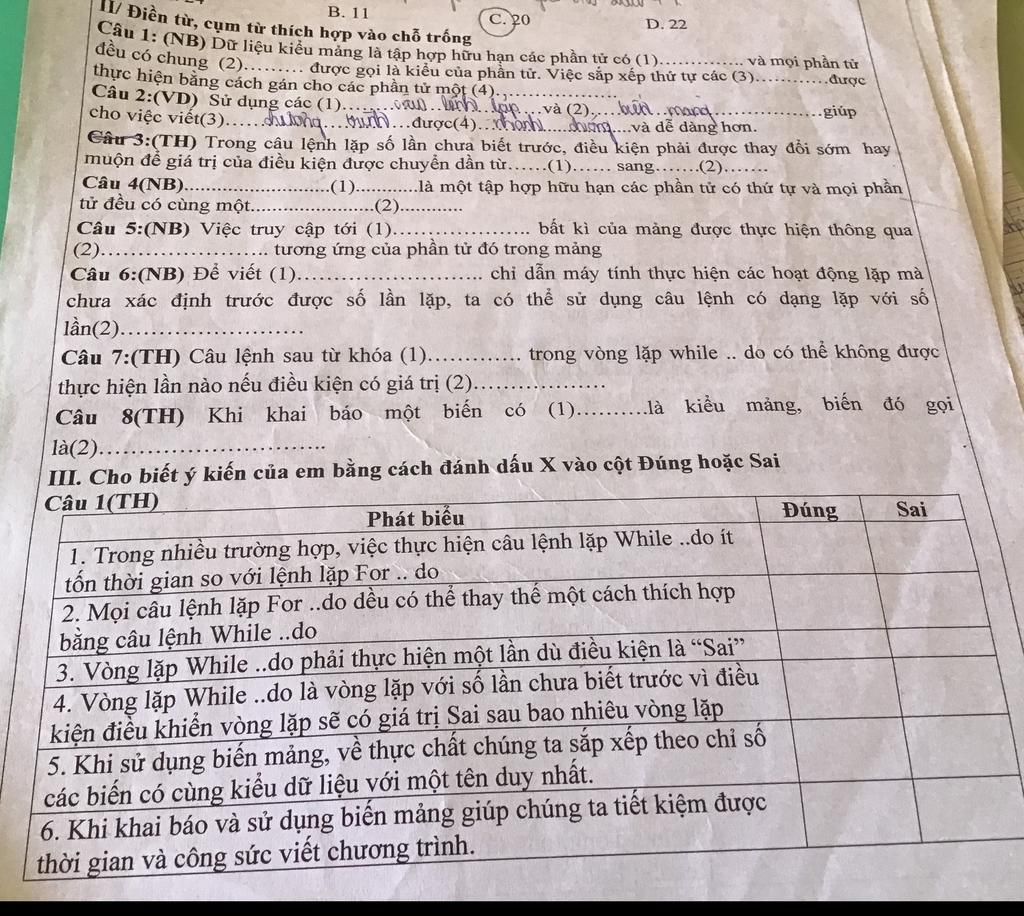 B. 11
C. 20
D. 22
II/ Điền từ, cụm từ thích hợp vào chỗ trống
Câu 1: (NB) Dữ liệu kiểu mảng là tập hợp hữu hạn các phần tử có (1).............. và mọi phần tử
đều có chung (2)......... được gọi là kiểu của phần tử. Việc sắp xếp thứ tự các (3)............được
thực hiện bằng cách gán cho các phần tử một (4)....................
Câu 2:(VD) Sử dụng các (1)......câu lệnh lặp...và (2)....biến mảng..................giúp
cho việc viết(3).....chương trình...được(4)...nhanh chóng...và dễ dàng hơn.
Câu 3:(TH) Trong câu lệnh lặp số lần chưa biết trước, điều kiện phải được thay đổi sớm hay
muộn để giá trị của điều kiện được chuyển dần từ......(1)...... sang.......(2).......
Câu 4(NB)...........................(1)............là một tập hợp hữu hạn các phần tử có thứ tự và mọi phần
tử đều có cùng một.......................(2)............
Câu 5:(NB) Việc truy cập tới (1)..................... bất kì của mảng được thực hiện thông qua
(2)......................... tương ứng của phần tử đó trong mảng
Câu 6:(NB) Để viết (1)............................ chỉ dẫn máy tính thực hiện các hoạt động lặp mà
chưa xác định trước được số lần lặp, ta có thể sử dụng câu lệnh có dạng lặp với số
lần(2)........................
Câu 7:(TH) Câu lệnh sau từ khóa (1)............. trong vòng lặp while .. do có thể không được
thực hiện lần nào nếu điều kiện có giá trị (2)..................
Câu 8(TH) Khi khai báo một biến có (1)..........là kiểu mảng, biến đó gọi
là(2)..............................
III. Cho biết ý kiến của em bằng cách đánh dấu X vào cột Đúng hoặc Sai
Câu 1(TH)
Phát biểu Đúng Sai
1. Trong nhiều trường hợp, việc thực hiện câu lệnh lặp While ..do ít
tốn thời gian so với lệnh lặp For .. do
2. Mọi câu lệnh lặp For ..do đều có thể thay thế một cách thích hợp
bằng câu lệnh While ..do
3. Vòng lặp While ..do phải thực hiện một lần dù điều kiện là “Sai”
4. Vòng lặp While ..do là vòng lặp với số lần chưa biết trước vì điều
kiện điều khiển vòng lặp sẽ có giá trị Sai sau bao nhiêu vòng lặp
5. Khi sử dụng biến mảng, về thực chất chúng ta sắp xếp theo chỉ số
các biến có cùng kiểu dữ liệu với một tên duy nhất.
6. Khi khai báo và sử dụng biến mảng giúp chúng ta tiết kiệm được
thời gian và công sức viết chương trình.